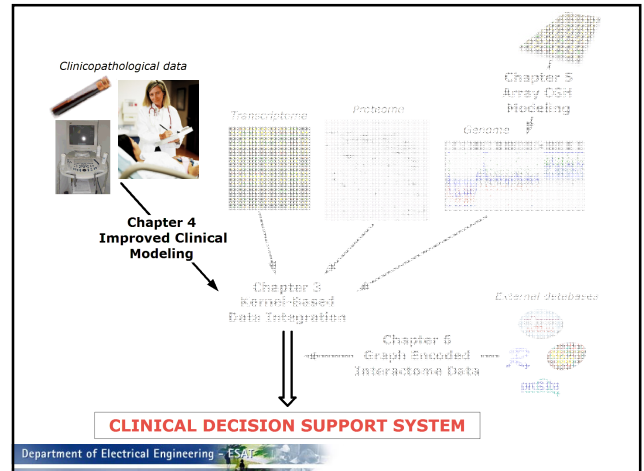 Clinicopathological data
Chapter 5
Array CGH
Modeling
Transcriptome
Proteome
Genome
Chapter 4
Improved Clinical
Modeling
Chapter 3
Kernel-Based
Data Integration
External databases
Chapter 6
Graph Encoded
Interactome Data
CLINICAL DECISION SUPPORT SYSTEM
Department of Electrical Engineering - ESAT